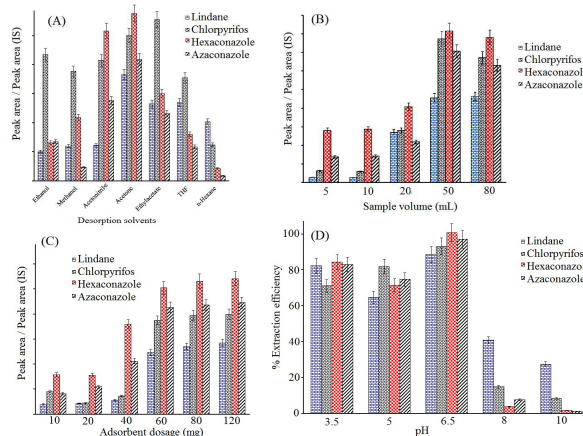 (A)
Lindane
Chlorpyrifos
Hexaconazole
Azaconazole
Peak area / Peak area (IS)
Ethanol
Methanol
Acetonitrile
Acetone
Ethylacetate
THF
n-Hexane
Desorption solvents
(B)
Lindane
Chlorpyrifos
Hexaconazole
Azaconazole
Peak area / Peak area (IS)
5 10 20 50 80
Sample volume (mL)
(C)
Lindane
Chlorpyrifos
Hexaconazole
Azaconazole
Peak area / Peak area (IS)
10 20 40 60 80 120
Adsorbent dosage (mg)
(D)
Lindane
Chlorpyrifos
Hexaconazole
Azaconazole
% Extraction efficiency
100
80
60
40
20
0
3.5 5 6.5 8 10
pH